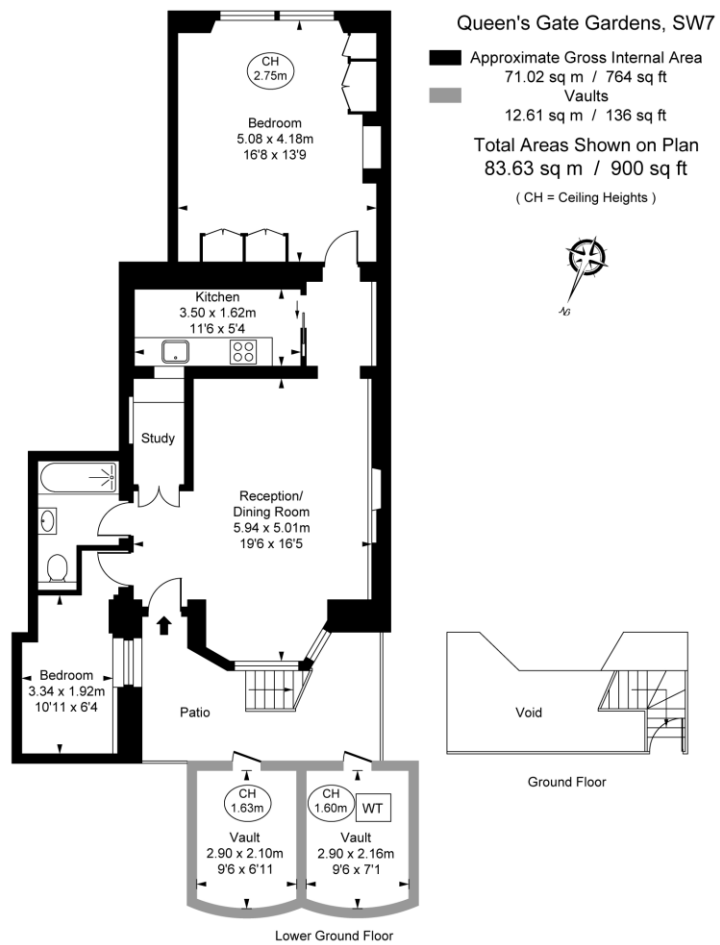 Queen's Gate Gardens, SW7
Approximate Gross Internal Area
71.02 sq m / 764 sq ft
Vaults
12.61 sq m / 136 sq ft
Total Areas Shown on Plan
83.63 sq m / 900 sq ft
( CH = Ceiling Heights )
N
CH
2.75m
Bedroom
5.08 x 4.18m
16'8 x 13'9
Kitchen
3.50 x 1.62m
11'6 x 5'4
Study
Reception/
Dining Room
5.94 x 5.01m
19'6 x 16'5
Bedroom
3.34 x 1.92m
10'11 x 6'4
Patio
CH
1.63m
Vault
2.90 x 2.10m
9'6 x 6'11
CH
1.60m
WT
Vault
2.90 x 2.16m
9'6 x 7'1
Lower Ground Floor
Void
Ground Floor